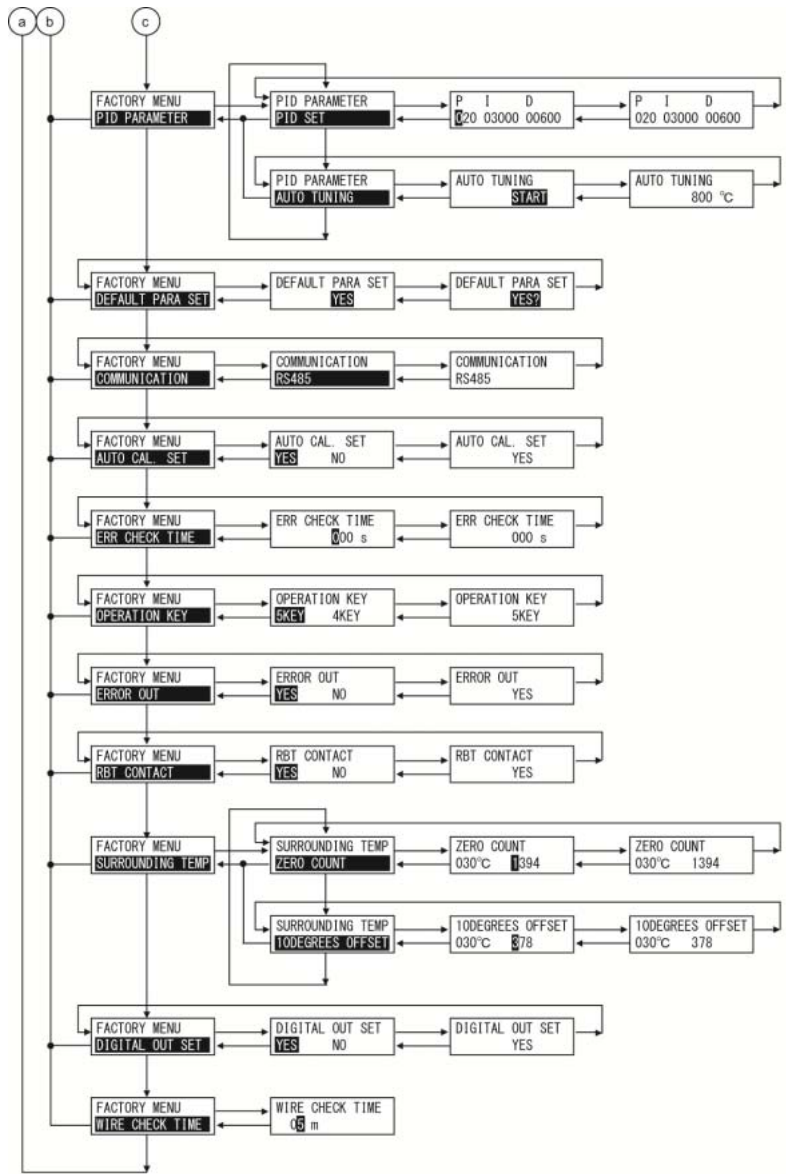 a b c
FACTORY MENU
PID PARAMETER
PID PARAMETER
PID SET
P I D
020 03000 00600
P I D
020 03000 00600
PID PARAMETER
AUTO TUNING
AUTO TUNING
START
AUTO TUNING
800 °C
FACTORY MENU
DEFAULT PARA SET
DEFAULT PARA SET
YES
DEFAULT PARA SET
YES?
FACTORY MENU
COMMUNICATION
COMMUNICATION
RS485
COMMUNICATION
RS485
FACTORY MENU
AUTO CAL. SET
AUTO CAL. SET
YES NO
AUTO CAL. SET
YES
FACTORY MENU
ERR CHECK TIME
ERR CHECK TIME
000 s
ERR CHECK TIME
000 s
FACTORY MENU
OPERATION KEY
OPERATION KEY
5KEY 4KEY
OPERATION KEY
5KEY
FACTORY MENU
ERROR OUT
ERROR OUT
YES NO
ERROR OUT
YES
FACTORY MENU
RBT CONTACT
RBT CONTACT
YES NO
RBT CONTACT
YES
FACTORY MENU
SURROUNDING TEMP
SURROUNDING TEMP
ZERO COUNT
ZERO COUNT
030°C 1394
ZERO COUNT
030°C 1394
SURROUNDING TEMP
10DEGREES OFFSET
10DEGREES OFFSET
030°C 378
10DEGREES OFFSET
030°C 378
FACTORY MENU
DIGITAL OUT SET
DIGITAL OUT SET
YES NO
DIGITAL OUT SET
YES
FACTORY MENU
WIRE CHECK TIME
WIRE CHECK TIME
05 m